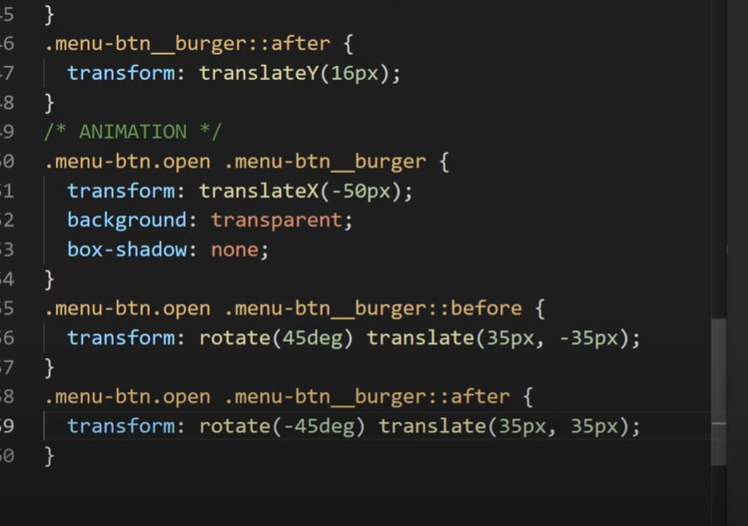 45 }
46 .menu-btn__burger::after {
47 transform: translateY(16px);
48 }
49 /* ANIMATION */
50 .menu-btn.open .menu-btn__burger {
51 transform: translateX(-50px);
52 background: transparent;
53 box-shadow: none;
54 }
55 .menu-btn.open .menu-btn__burger::before {
56 transform: rotate(45deg) translate(35px, -35px);
57 }
58 .menu-btn.open .menu-btn__burger::after {
59 transform: rotate(-45deg) translate(35px, 35px);
60 }